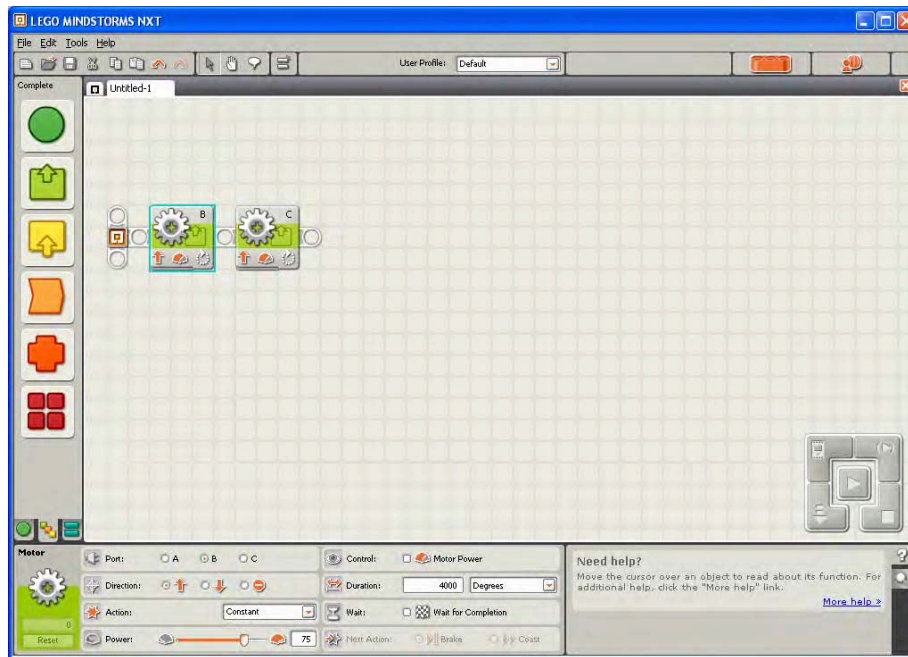 LEGO MINDSTORMS NXT
File Edit Tools Help
User Profile: Default
Complete
Untitled-1
B C
Motor
Port: A B C
Control: Motor Power
Direction:
Duration: 4000 Degrees
Action: Constant
Wait: Wait for Completion
0
Reset
Power: 75
Next Action: Brake Coast
Need help?
Move the cursor over an object to read about its function. For
additional help, click the "More help" link.
More help »
?